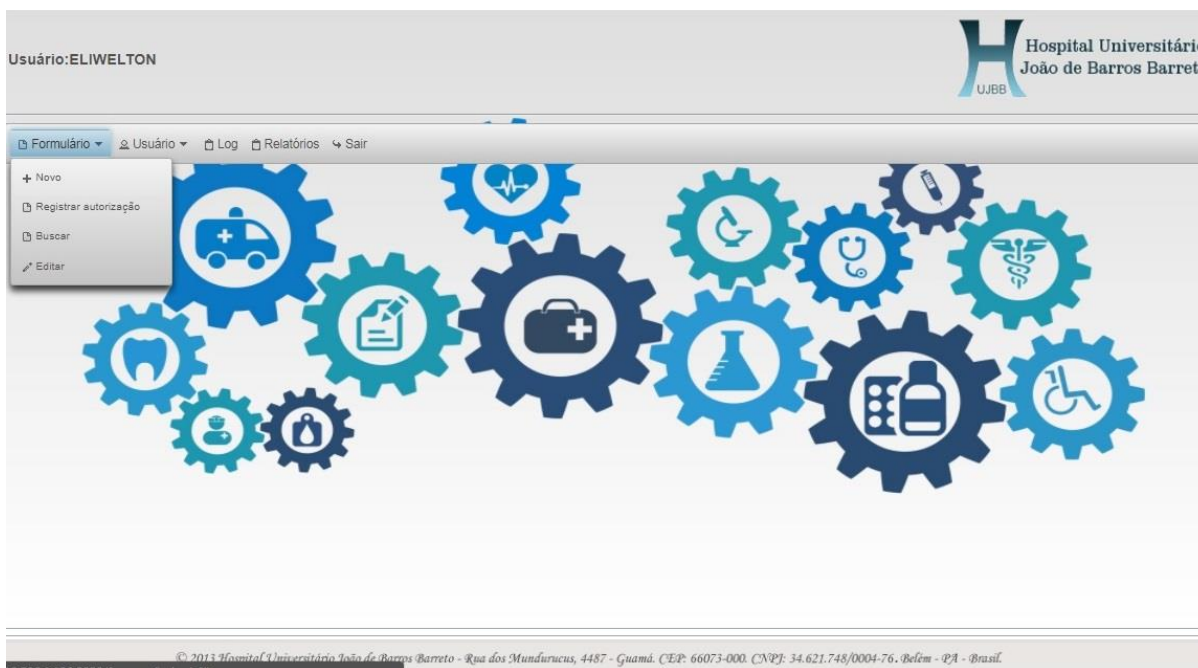 Usuário:ELIWELTON
Hospital Universitári
João de Barros Barret
UJBB
Formulário Usuário Log Relatórios Sair
Novo
Registrar autorização
Buscar
Editar
© 2013 Hospital Universitário João de Barros Barreto - Rua dos Mundurucus, 4487 - Guamá. CEP: 66073-000. CNPJ: 34.621.748/0004-76. Belém - PA - Brasil.